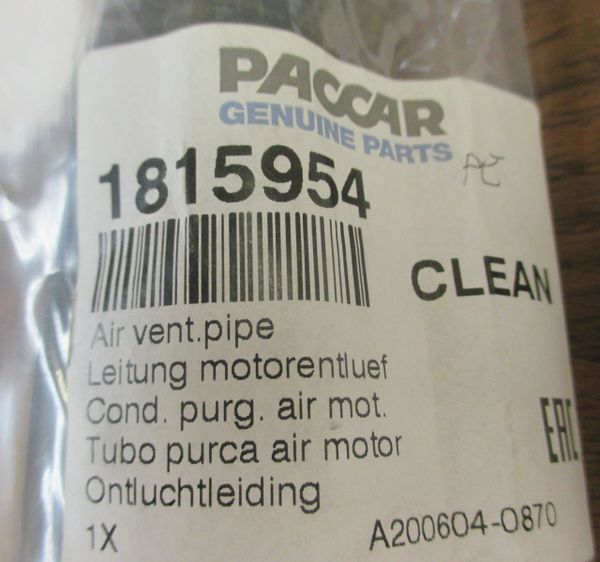 PACCAR
GENUINE PARTS
1815954
CLEAN
Air vent.pipe
Leitung motorentluef
Cond. purg. air mot.
Tubo purca air motor
Ontluchtleiding
1X
A200604-0870
EAC